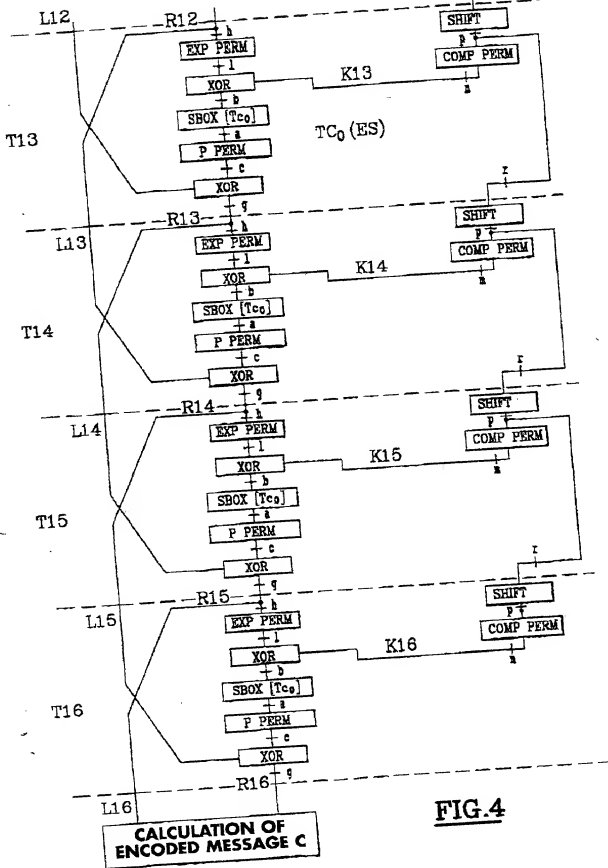 L12
R12
h
EXP PERM
l
XOR
K13
b
SBOX [Tc0]
a
P PERM
c
XOR
q
T13
TC0 (ES)
SHIFT
p
COMP PERM
m
r
L13
R13
h
EXP PERM
l
XOR
K14
b
SBOX [Tc0]
a
P PERM
c
XOR
q
T14
SHIFT
p
COMP PERM
m
r
L14
R14
h
EXP PERM
l
XOR
K15
b
SBOX [Tc0]
a
P PERM
c
XOR
q
T15
SHIFT
p
COMP PERM
m
r
L15
R15
h
EXP PERM
l
XOR
K16
b
SBOX [Tc0]
a
P PERM
c
XOR
q
T16
SHIFT
p
COMP PERM
m
L16
R16
CALCULATION OF
ENCODED MESSAGE C
FIG.4